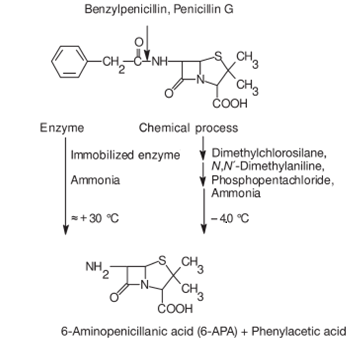 Benzylpenicillin, Penicillin G
O
S
CH3
CH2
C
NH
N
CH3
O
COOH
Enzyme Chemical process
Immobilized enzyme
Dimethylchlorosilane,
N,N´-Dimethylaniline,
Ammonia
Phosphopentachloride,
Ammonia
≈+30 °C
–40 °C
NH2
S
CH3
N
CH3
O
COOH
6-Aminopenicillanic acid (6-APA) + Phenylacetic acid